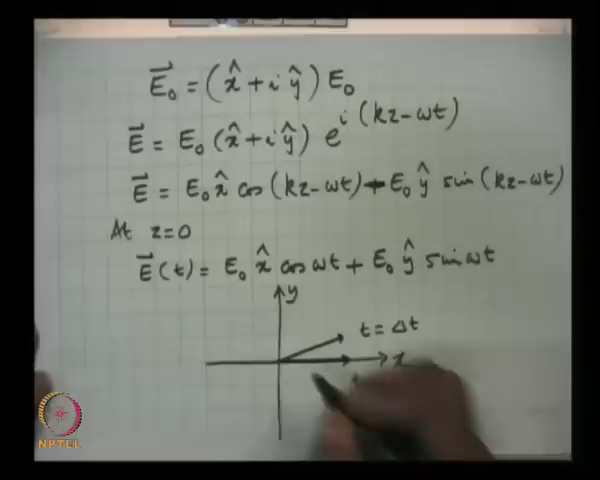 E⃗₀ = (x̂ + i ŷ) E₀
E⃗ = E₀ (x̂ + i ŷ) e^{i (kz - ωt)}
E⃗ = E₀ x̂ cos (kz - ωt) - E₀ ŷ sin (kz - ωt)
At z=0
E⃗ (t) = E₀ x̂ cos ωt + E₀ ŷ sin ωt
y
t = Δt
x
NPTEL